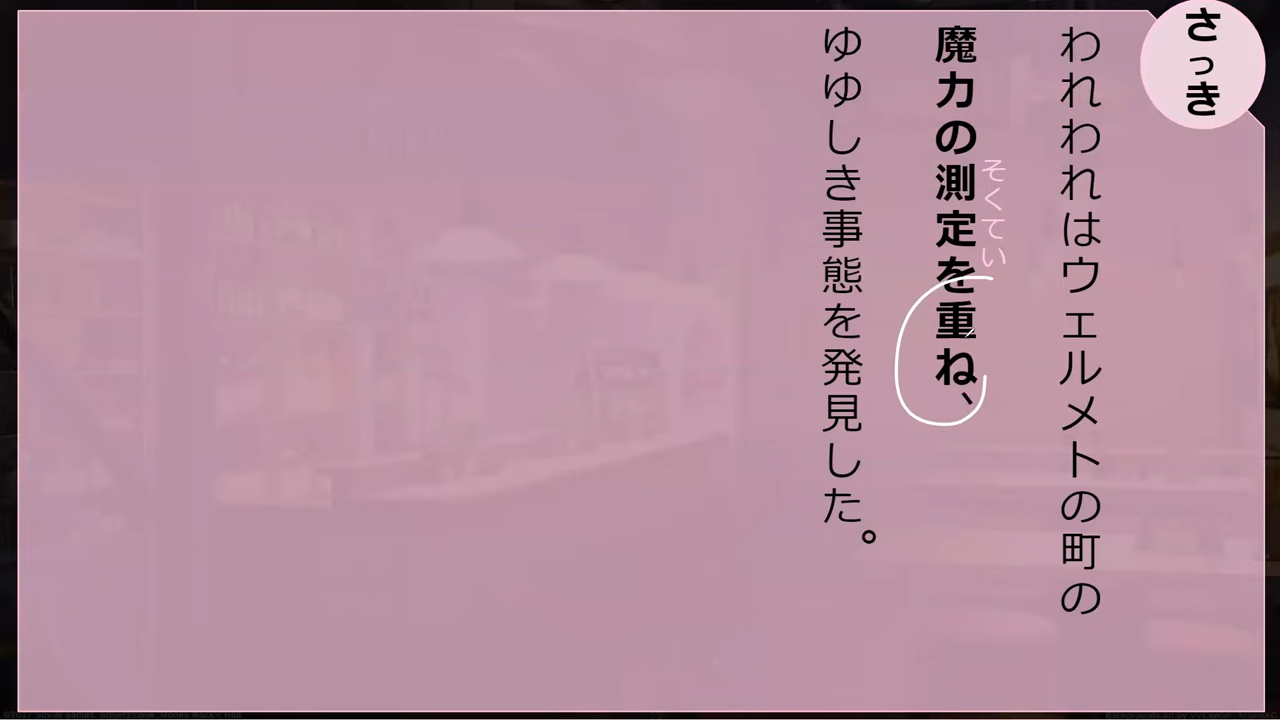 さっき
われわれはウェルメトの町の
そくてい
魔力の測定を重ね、
ゆゆしき事態を発見した。